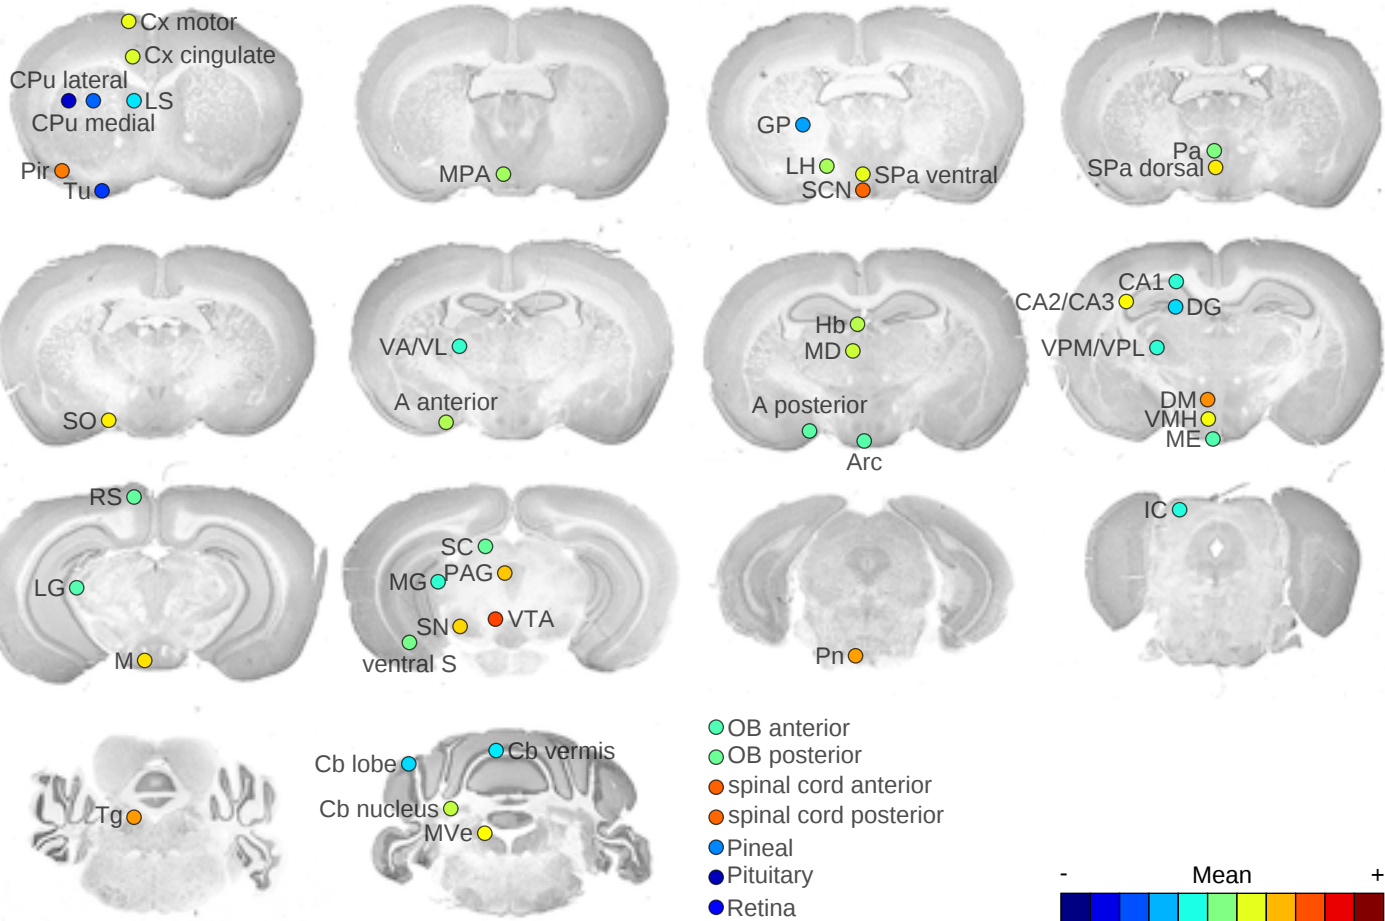 Cx motor
Cx cingulate
CPu lateral
LS
CPu medial
Pir
Tu
MPA
GP
LH
SPa ventral
SCN
Pa
SPa dorsal
SO
VA/VL
A anterior
Hb
MD
A posterior
Arc
CA1
CA2/CA3
DG
VPM/VPL
DM
VMH
ME
RS
LG
M
SC
MG
PAG
SN
VTA
ventral S
Pn
IC
Tg
Cb lobe
Cb vermis
Cb nucleus
MVe
OB anterior
OB posterior
spinal cord anterior
spinal cord posterior
Pineal
Pituitary
Retina
- Mean +